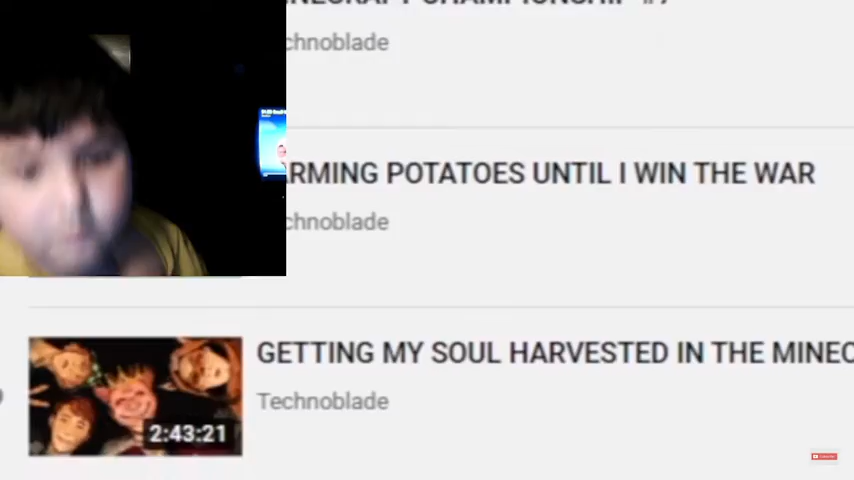 chnoblade
RMING POTATOES UNTIL I WIN THE WAR
chnoblade
GETTING MY SOUL HARVESTED IN THE MINEC
Technoblade
2:43:21